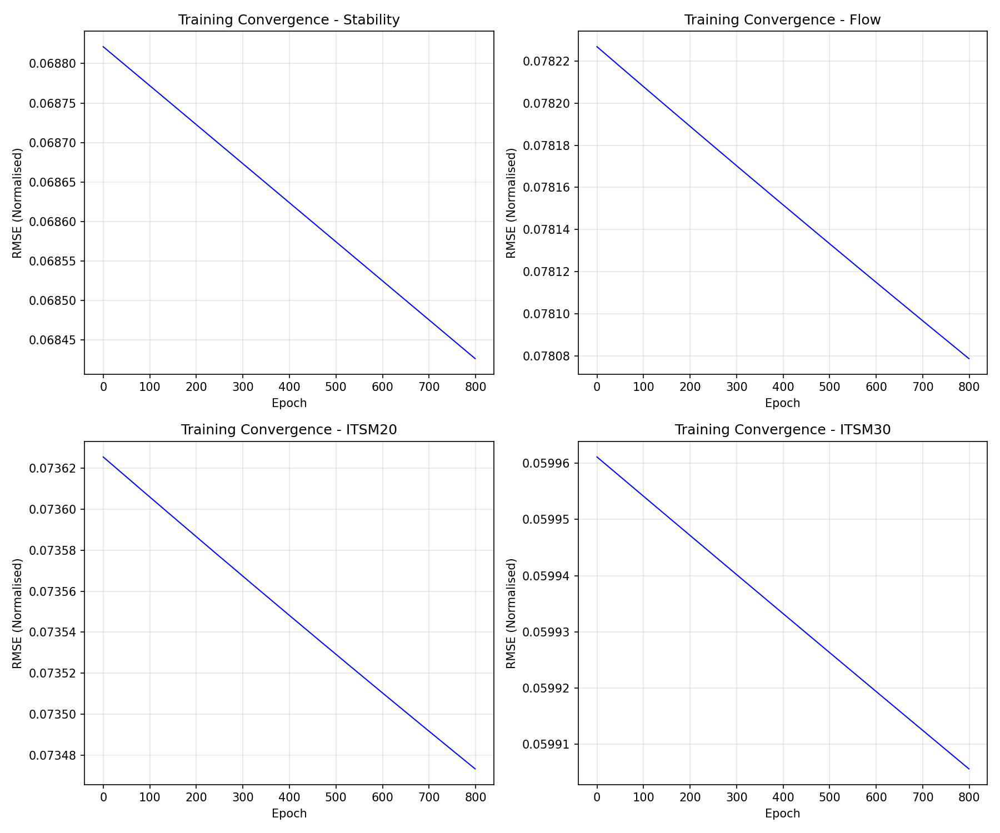 Training Convergence - Stability
RMSE (Normalised)
0.06880
0.06875
0.06870
0.06865
0.06860
0.06855
0.06850
0.06845
0 100 200 300 400 500 600 700 800
Epoch
Training Convergence - Flow
RMSE (Normalised)
0.07822
0.07820
0.07818
0.07816
0.07814
0.07812
0.07810
0.07808
0 100 200 300 400 500 600 700 800
Epoch
Training Convergence - ITSM20
RMSE (Normalised)
0.07362
0.07360
0.07358
0.07356
0.07354
0.07352
0.07350
0.07348
0 100 200 300 400 500 600 700 800
Epoch
Training Convergence - ITSM30
RMSE (Normalised)
0.05996
0.05995
0.05994
0.05993
0.05992
0.05991
0 100 200 300 400 500 600 700 800
Epoch